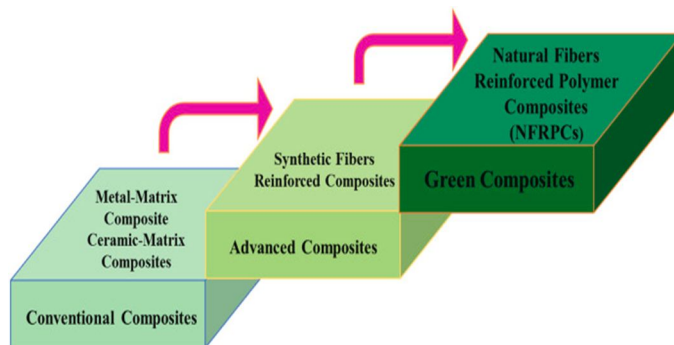 Metal-Matrix
Composite
Ceramic-Matrix
Composites
Conventional Composites
Synthetic Fibers
Reinforced Composites
Advanced Composites
Natural Fibers
Reinforced Polymer
Composites
(NFRPCs)
Green Composites